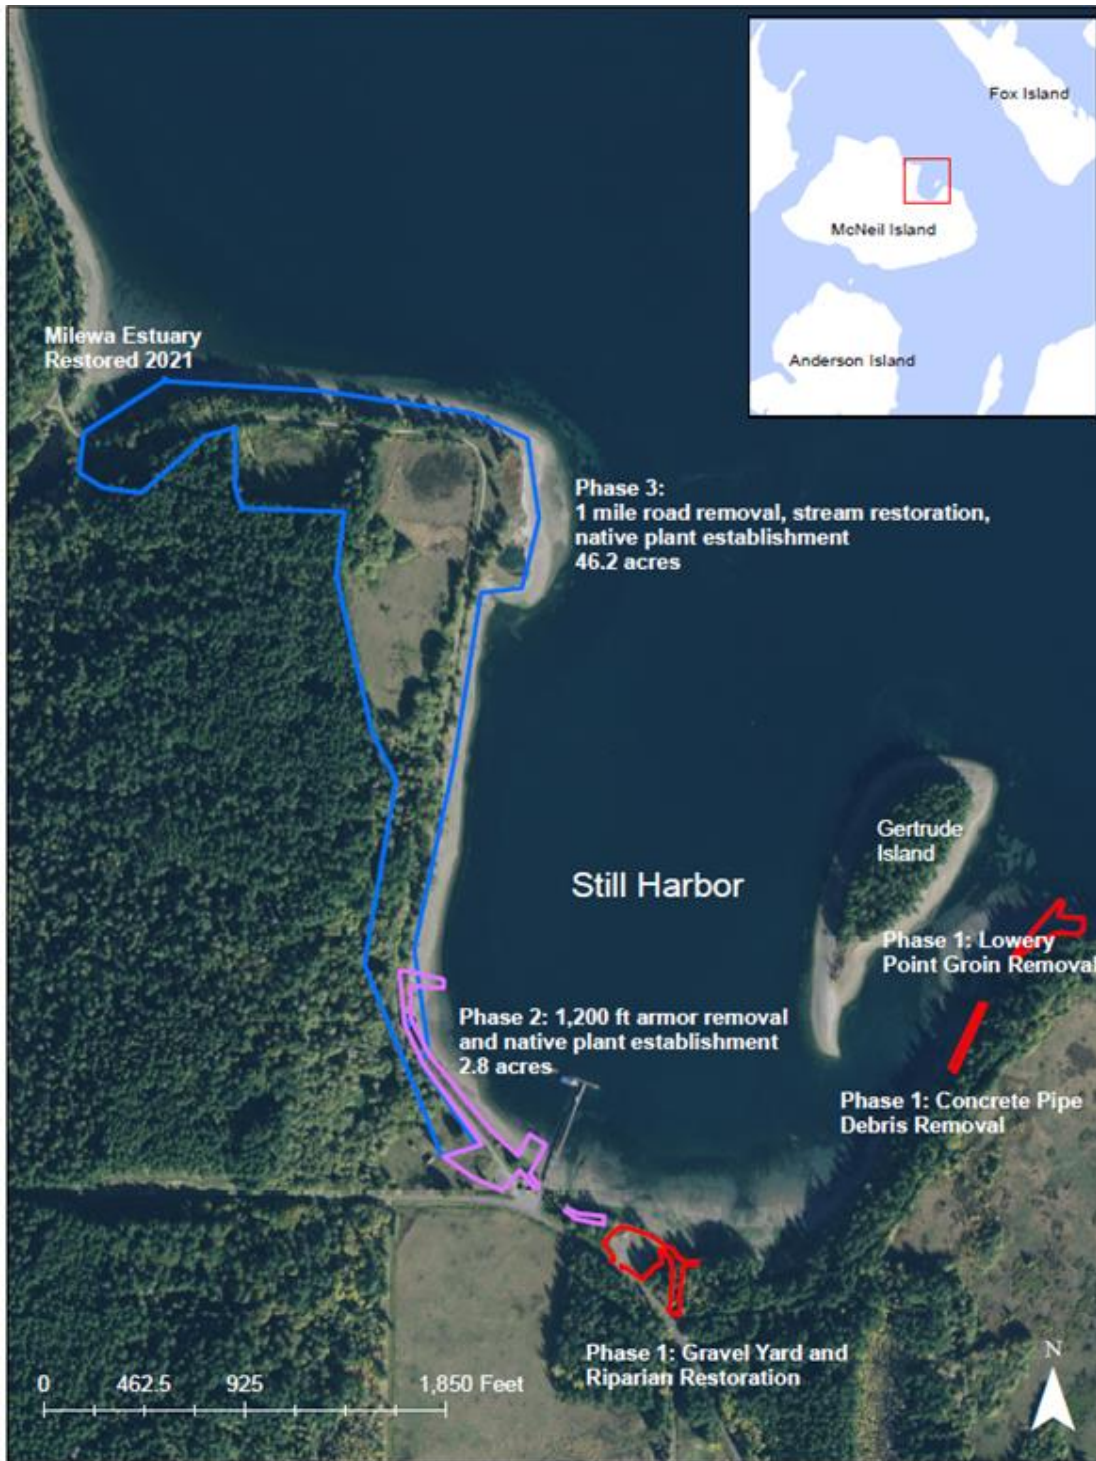 Fox Island
McNeil Island
Anderson Island
Milewa Estuary
Restored 2021
Phase 3:
1 mile road removal, stream restoration,
native plant establishment
46.2 acres
Gertrude
Island
Still Harbor
Phase 1: Lowery
Point Groin Removal
Phase 2: 1,200 ft armor removal
and native plant establishment
2.8 acres
Phase 1: Concrete Pipe
Debris Removal
Phase 1: Gravel Yard and
Riparian Restoration
N
0 462.5 925 1,850 Feet